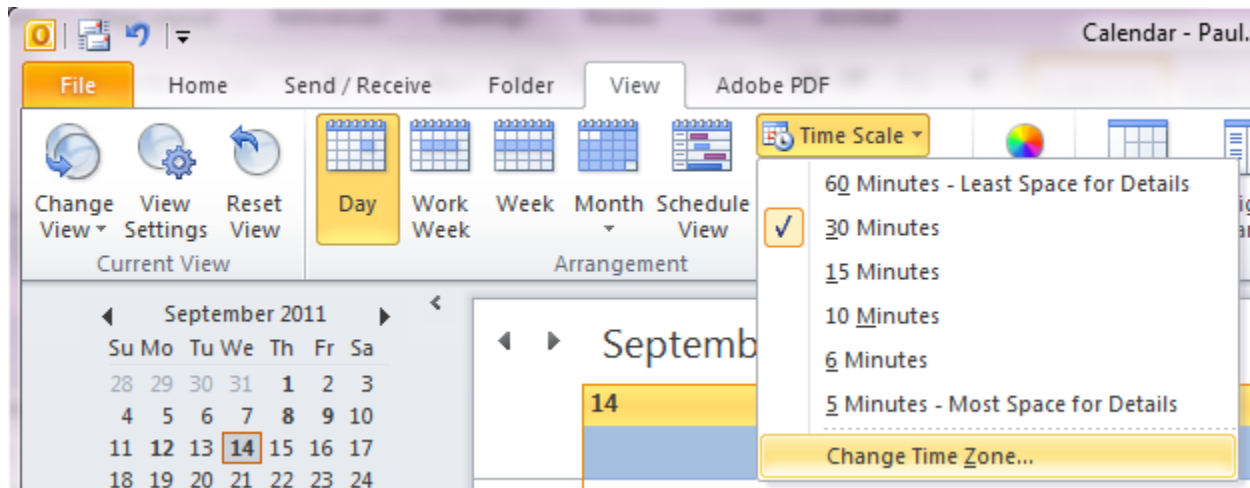 Calendar - Paul.
File Home Send / Receive Folder View Adobe PDF
Time Scale
Change View
View Settings
Reset View
Day
Work Week
Week
Month
Schedule View
Current View
Arrangement
60 Minutes - Least Space for Details
30 Minutes
15 Minutes
10 Minutes
6 Minutes
5 Minutes - Most Space for Details
Change Time Zone...
September 2011
Su Mo Tu We Th Fr Sa
28 29 30 31 1 2 3
4 5 6 7 8 9 10
11 12 13 14 15 16 17
18 19 20 21 22 23 24
Septemb
14